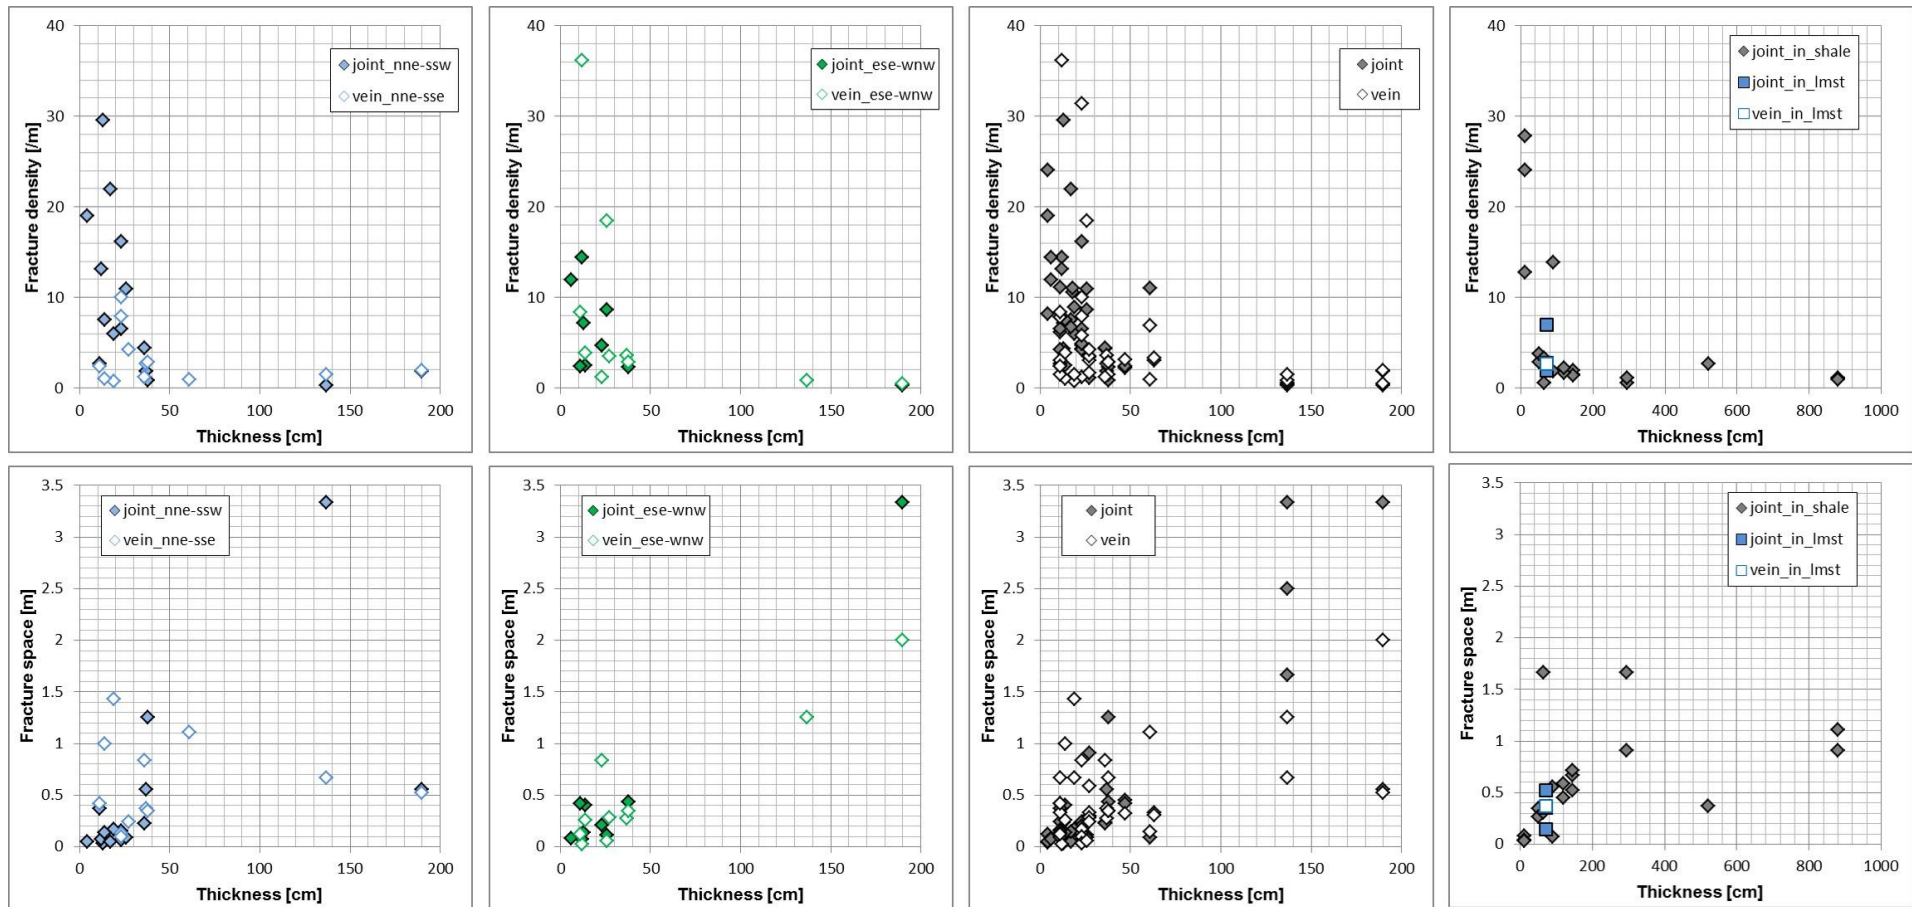 40
30
20
10
0
0 50 100 150 200
Fracture density [/m]
Thickness [cm]
joint_nne-ssw
vein_nne-sse
40
30
20
10
0
0 50 100 150 200
Fracture density [/m]
Thickness [cm]
joint_ese-wnw
vein_ese-wnw
40
30
20
10
0
0 50 100 150 200
Fracture density [/m]
Thickness [cm]
joint
vein
40
30
20
10
0
0 200 400 600 800 1000
Fracture density [/m]
Thickness [cm]
joint_in_shale
joint_in_lmst
vein_in_lmst
3.5
3
2.5
2
1.5
1
0.5
0
0 50 100 150 200
Fracture space [m]
Thickness [cm]
joint_nne-ssw
vein_nne-sse
3.5
3
2.5
2
1.5
1
0.5
0
0 50 100 150 200
Fracture space [m]
Thickness [cm]
joint_ese-wnw
vein_ese-wnw
3.5
3
2.5
2
1.5
1
0.5
0
0 50 100 150 200
Fracture space [m]
Thickness [cm]
joint
vein
3.5
3
2.5
2
1.5
1
0.5
0
0 200 400 600 800 1000
Fracture space [m]
Thickness [cm]
joint_in_shale
joint_in_lmst
vein_in_lmst